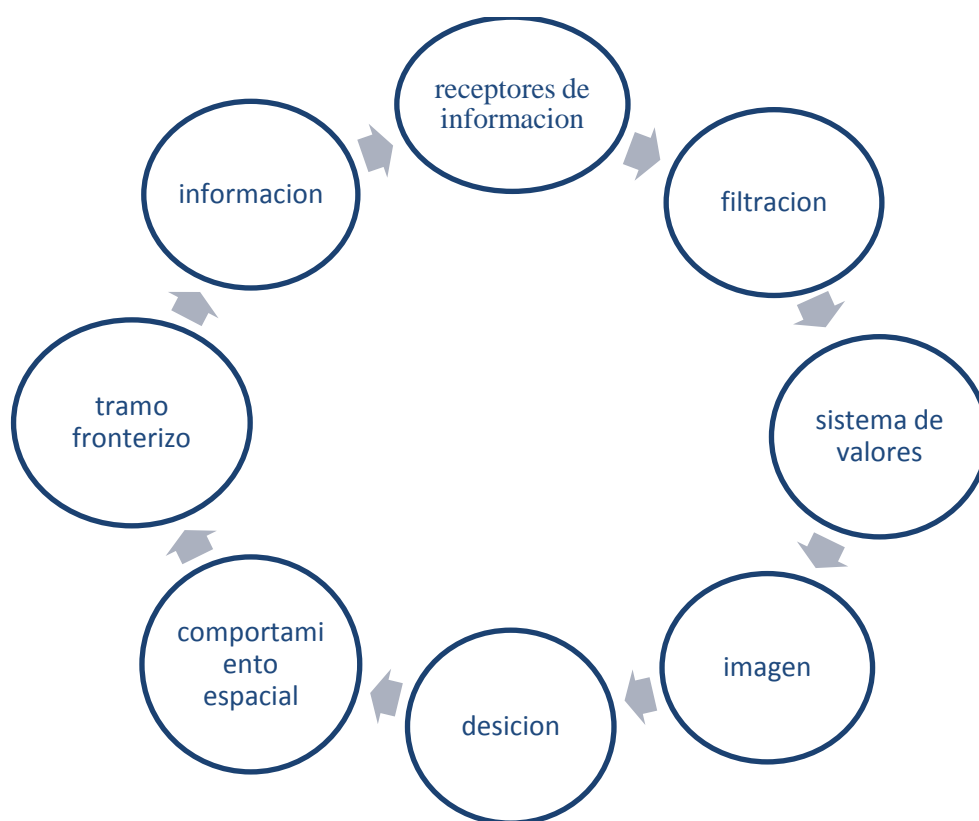 receptores de
informacion
filtracion
sistema de
valores
imagen
desicion
comportami
ento
espacial
tramo
fronterizo
informacion